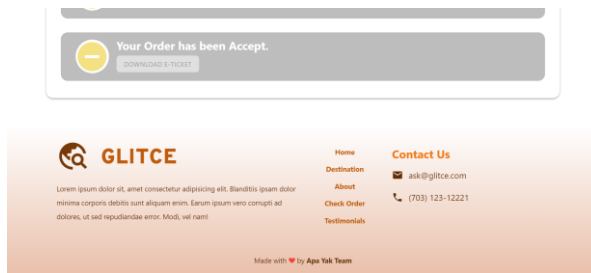 Your Order has been Accept.
DOWNLOAD E-TICKET
GLITCE
Lorem ipsum dolor sit, amet consectetur adipisicing elit. Blanditiis ipsam dolor
minima corporis debitis sunt aliquam enim. Earum ipsum vero corrupti ad
dolores, ut sed repudiandae error. Modi, vel nam!
Home
Destination
About
Check Order
Testimonials
Contact Us
ask@glitce.com
(703) 123-12221
Made with ❤ by Apa Yak Team